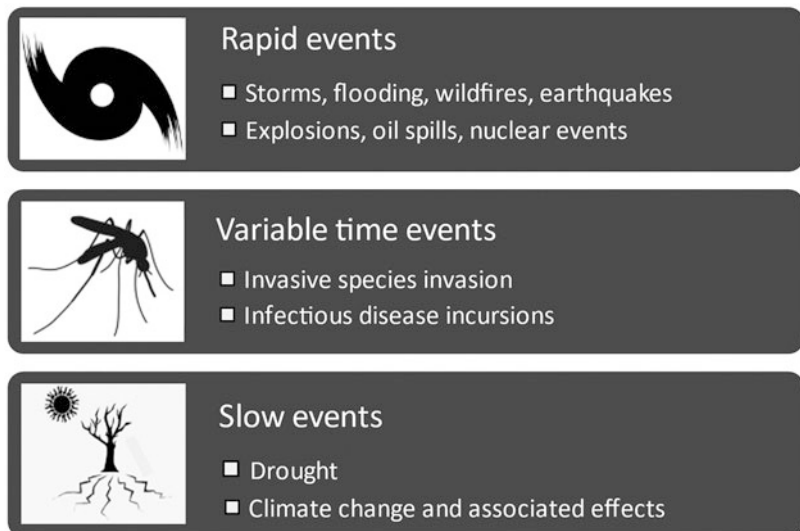 Rapid events
Storms, flooding, wildfires, earthquakes
Explosions, oil spills, nuclear events
Variable time events
Invasive species invasion
Infectious disease incursions
Slow events
Drought
Climate change and associated effects